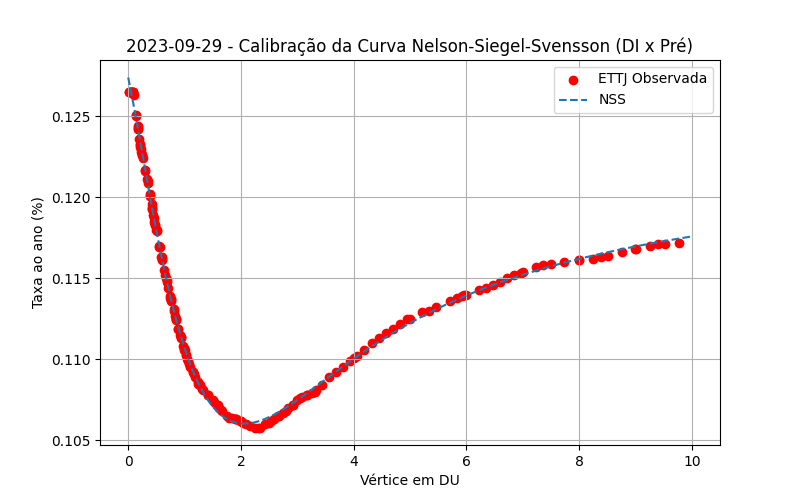 2023-09-29 - Calibração da Curva Nelson-Siegel-Svensson (DI x Pré)
ETTJ Observada
NSS
Taxa ao ano (%)
0.125
0.120
0.115
0.110
0.105
0 2 4 6 8 10
Vértice em DU